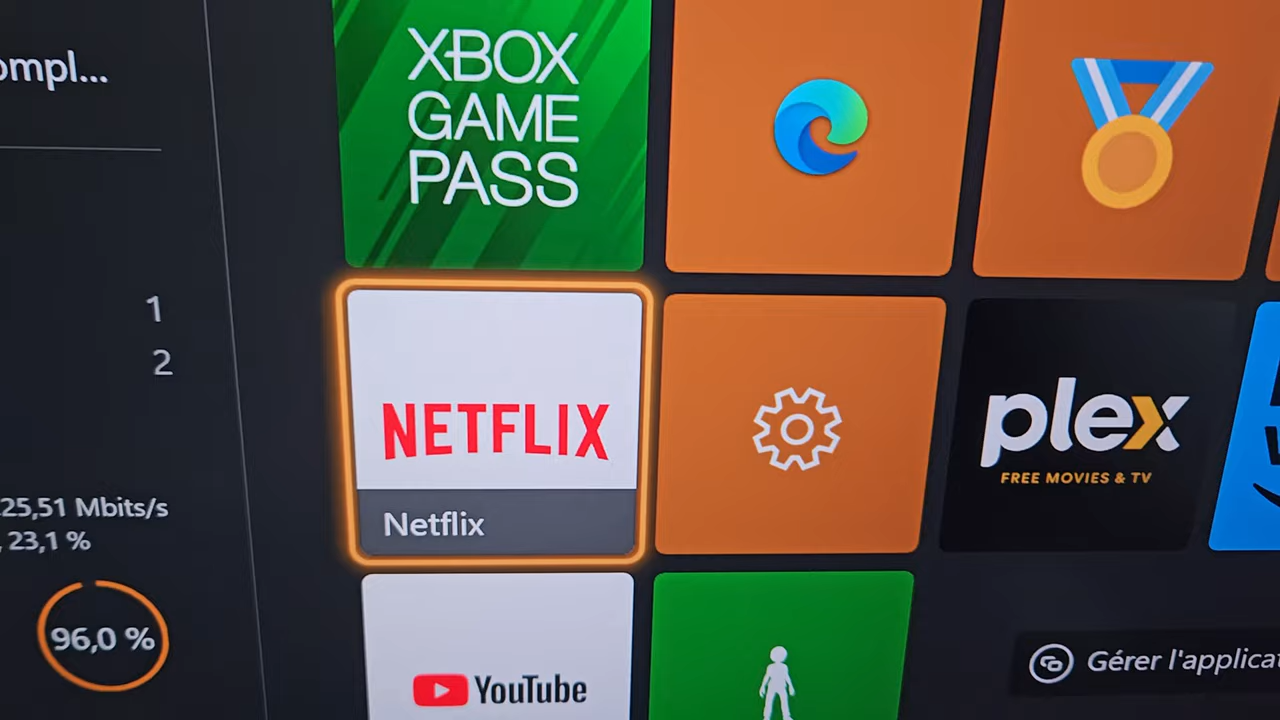 ompl...
1
2
25,51 Mbits/s
, 23,1 %
96,0 %
XBOX
GAME
PASS
NETFLIX
Netflix
plex
FREE MOVIES & TV
YouTube
Gérer l'applicat